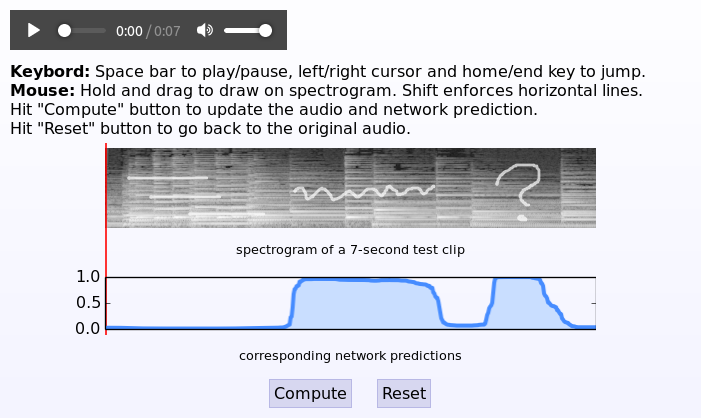 0:00 / 0:07
Keybord: Space bar to play/pause, left/right cursor and home/end key to jump.
Mouse: Hold and drag to draw on spectrogram. Shift enforces horizontal lines.
Hit "Compute" button to update the audio and network prediction.
Hit "Reset" button to go back to the original audio.
?
spectrogram of a 7-second test clip
1.0
0.5
0.0
corresponding network predictions
Compute Reset